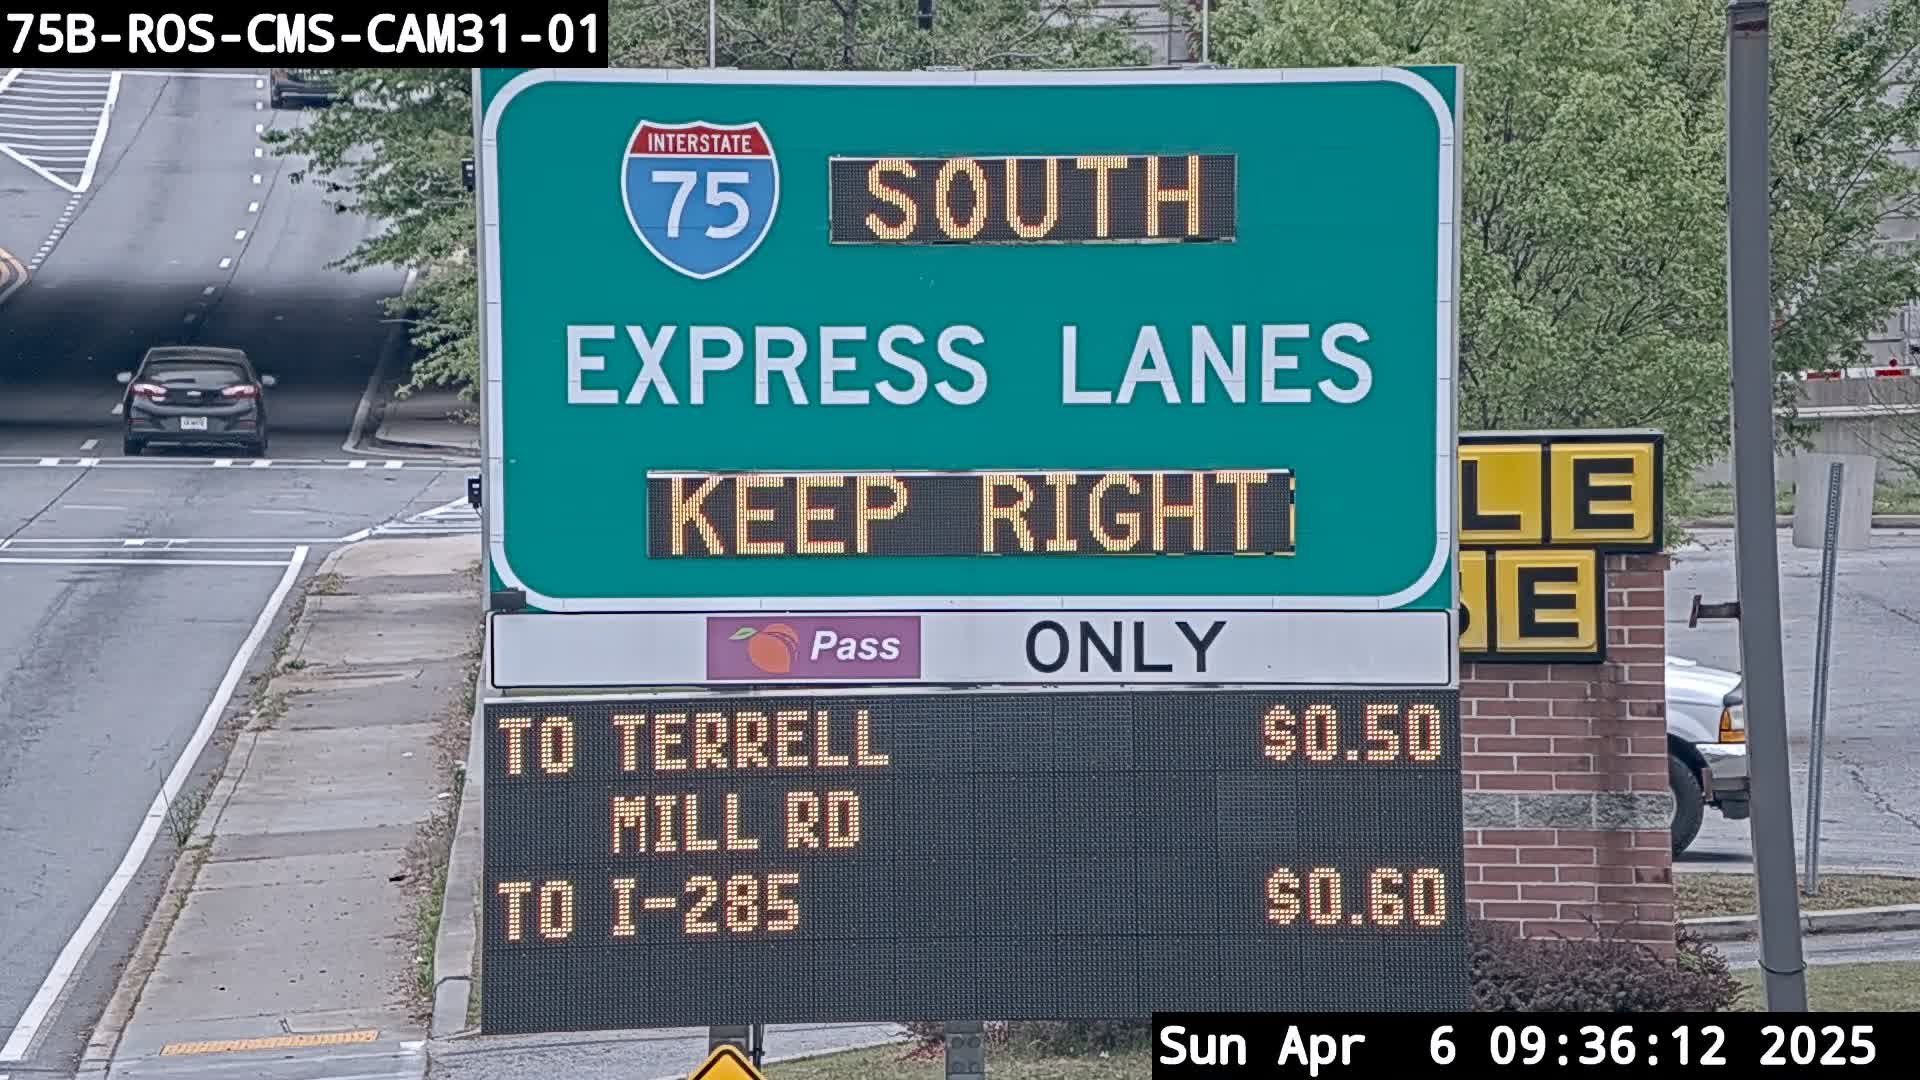 75B-ROS-CMS-CAM31-01
INTERSTATE
75
SOUTH
EXPRESS LANES
KEEP RIGHT
Pass ONLY
TO TERRELL $0.50
MILL RD
TO I-285 $0.60
LE
E
Sun Apr 6 09:36:12 2025